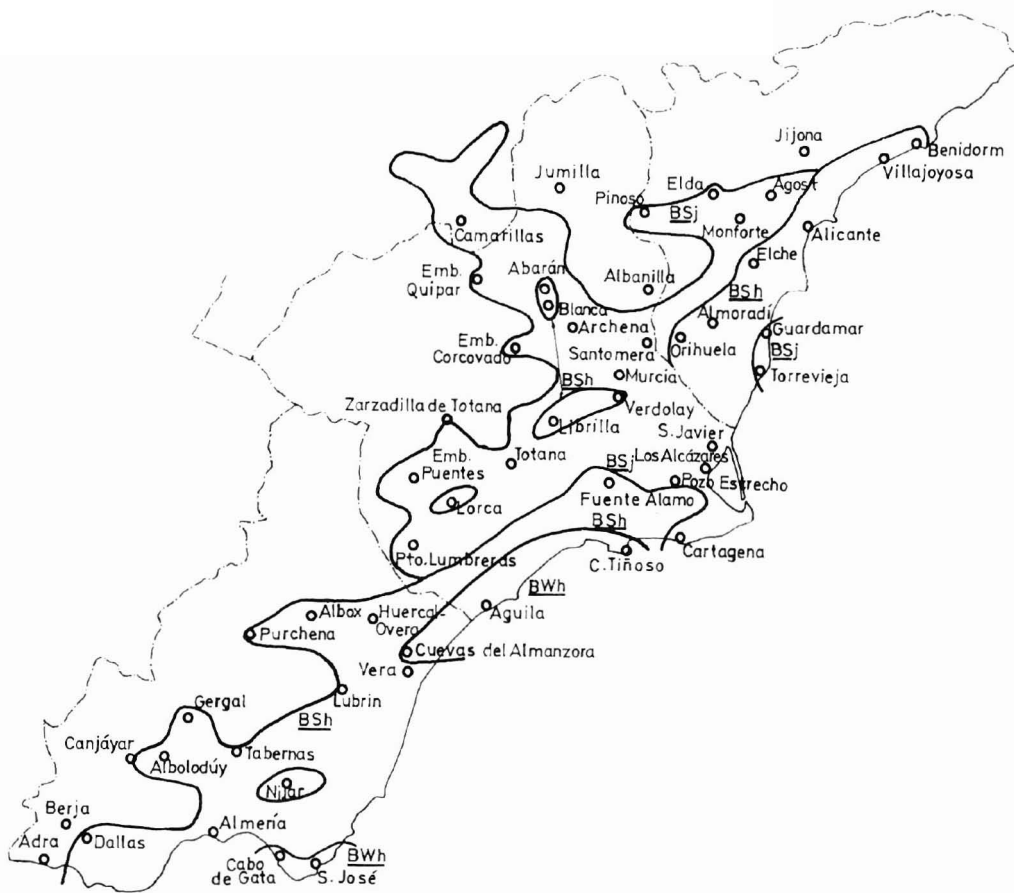 Jijona
Benidorm
Villajoyosa
Jumilla
Elda
Agost
Pinoso
BSj
Monforte
Alicante
Camarillas
Elche
Emb.
Quipar
Abarán
Albanilla
BSh
Blanca
Almoradí
Guardamar
Archena
Emb.
Corcovado
Santomera
Orihuela
BSj
Torrevieja
BSh
Murcia
Verdolay
Zarzadilla de Totana
Librilla
S. Javier
Emb.
Puentes
Totana
BSj
Los Alcázares
Pozo Estrecho
Fuente Alamo
Lorca
BSh
Pto. Lumbreras
C. Tiñoso
Cartagena
BWh
Aguila
Albox
Huercal-
Overa
Purchena
Cuevas del Almanzora
Vera
Lubrin
Gergal
BSh
Canjáyar
Albolodúy
Tabernas
Nijar
Berja
Almería
Adra
Dallas
Cabo
de Gata
S. José
BWh